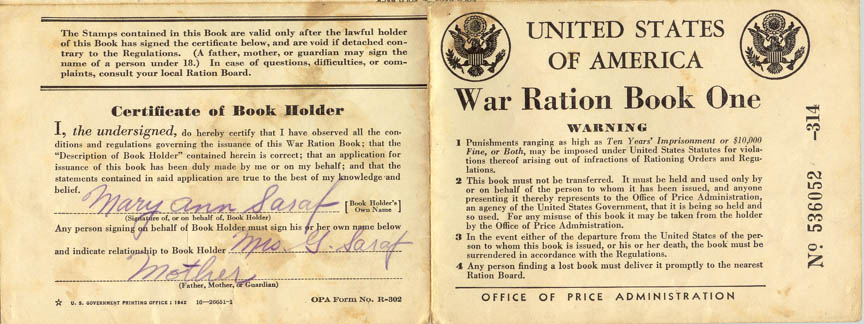 The Stamps contained in this Book are valid only after the lawful holder
of this Book has signed the certificate below, and are void if detached con-
trary to the Regulations. (A father, mother, or guardian may sign the
name of a person under 18.) In case of questions, difficulties, or com-
plaints, consult your local Ration Board.
Certificate of Book Holder
I, the undersigned, do hereby certify that I have observed all the con-
ditions and regulations governing the issuance of this War Ration Book; that
the "Description of Book Holder" contained herein is correct; that an application for
issuance of this book has been duly made by me or on my behalf; and that the
statements contained in said application are true to the best of my knowledge and
belief.
Mary Ann Saraf [Book Holder's Own Name]
(Signature of, or on behalf of, Book Holder)
Any person signing on behalf of Book Holder must sign his or her own name below
and indicate relationship to Book Holder Mrs. G. Saraf
Mother
(Father, Mother, or Guardian)
☆ U. S. GOVERNMENT PRINTING OFFICE : 1942 16—26651-1 OPA Form No. R-302
UNITED STATES
OF AMERICA
War Ration Book One
WARNING
1 Punishments ranging as high as Ten Years' Imprisonment or $10,000
Fine, or Both, may be imposed under United States Statutes for viola-
tions thereof arising out of infractions of Rationing Orders and Regu-
lations.
2 This book must not be transferred. It must be held and used only by
or on behalf of the person to whom it has been issued, and anyone
presenting it thereby represents to the Office of Price Administration,
an agency of the United States Government, that it is being so held and
so used. For any misuse of this book it may be taken from the holder
by the Office of Price Administration.
3 In the event either of the departure from the United States of the per-
son to whom this book is issued, or his or her death, the book must be
surrendered in accordance with the Regulations.
4 Any person finding a lost book must deliver it promptly to the nearest
Ration Board.
OFFICE OF PRICE ADMINISTRATION
No 536052 -314